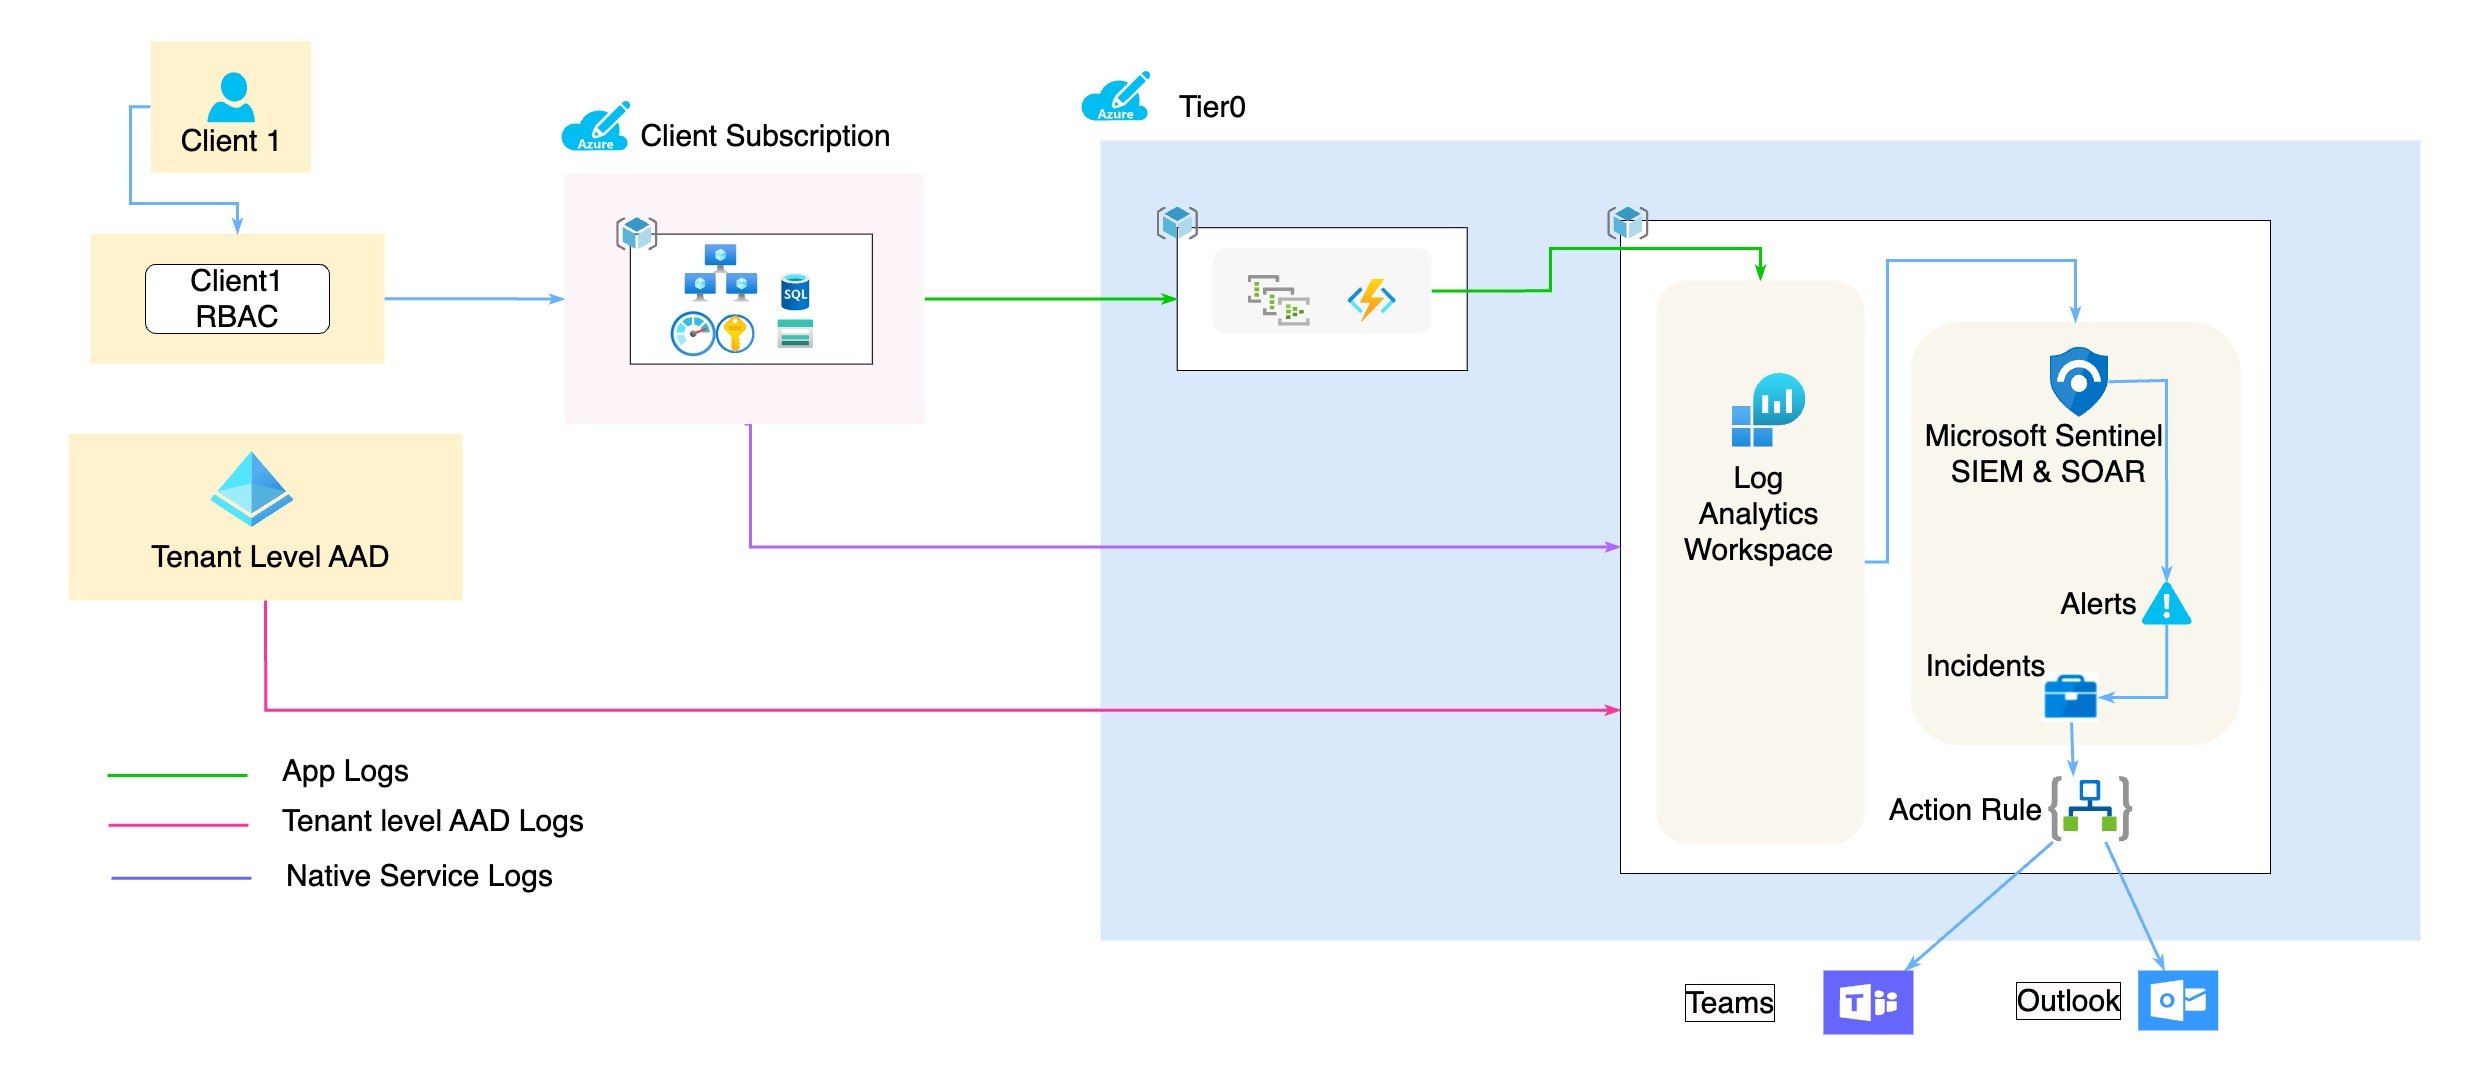 Client 1
Azure
Client Subscription
Azure
Tier0
Client1
RBAC
SQL
Microsoft Sentinel
SIEM & SOAR
Log
Analytics
Workspace
Tenant Level AAD
Alerts
Incidents
App Logs
Action Rule
Tenant level AAD Logs
Native Service Logs
Teams
T
Outlook
O